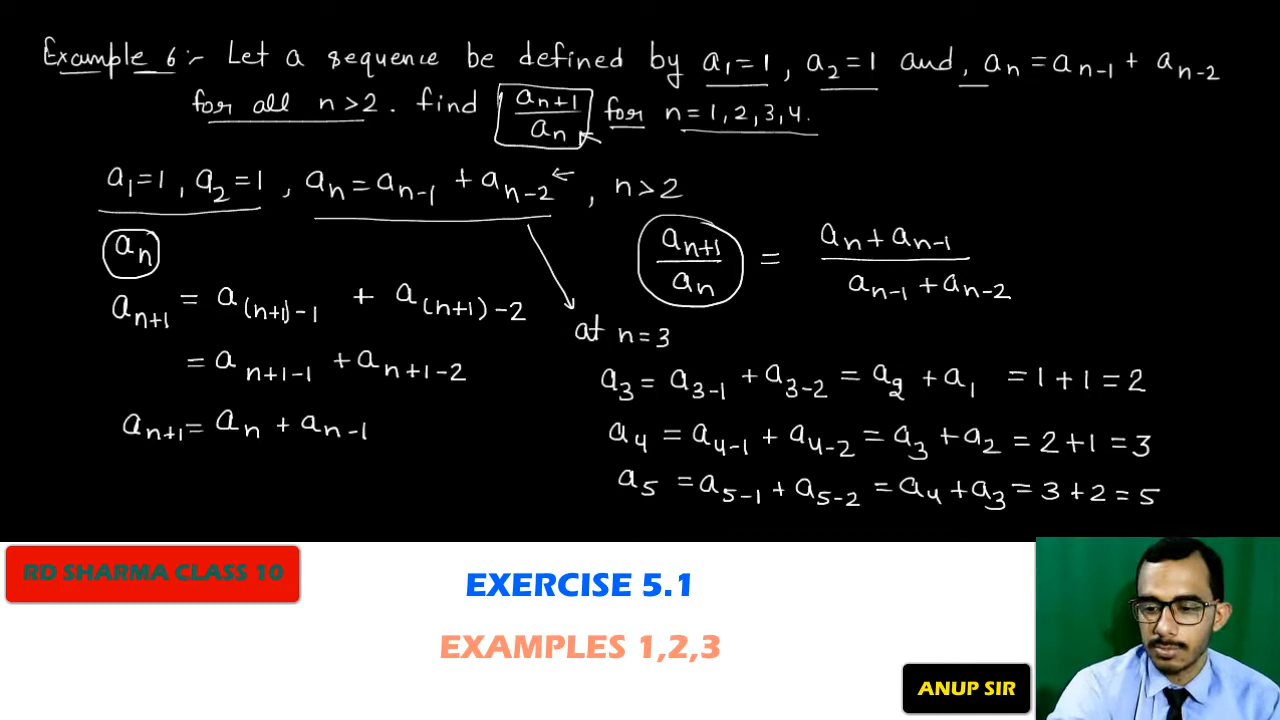 Example 6:- Let a sequence be defined by a₁=1, a₂=1 and, aₙ = aₙ₋₁ + aₙ₋₂
for all n>2. find aₙ₊₁/aₙ for n=1,2,3,4.
a₁=1, a₂=1, aₙ=aₙ₋₁ + aₙ₋₂, n>2
aₙ
aₙ₊₁/aₙ = (aₙ+aₙ₋₁)/(aₙ₋₁+aₙ₋₂)
aₙ₊₁ = a₍ₙ₊₁₎₋₁ + a₍ₙ₊₁₎₋₂
= aₙ₊₁₋₁ + aₙ₊₁₋₂
aₙ₊₁ = aₙ + aₙ₋₁
at n=3
a₃ = a₃₋₁ + a₃₋₂ = a₂ + a₁ = 1+1=2
a₄ = a₄₋₁ + a₄₋₂ = a₃ + a₂ = 2+1=3
a₅ = a₅₋₁ + a₅₋₂ = a₄ + a₃ = 3+2=5
RD SHARMA CLASS 10
EXERCISE 5.1
EXAMPLES 1,2,3
ANUP SIR